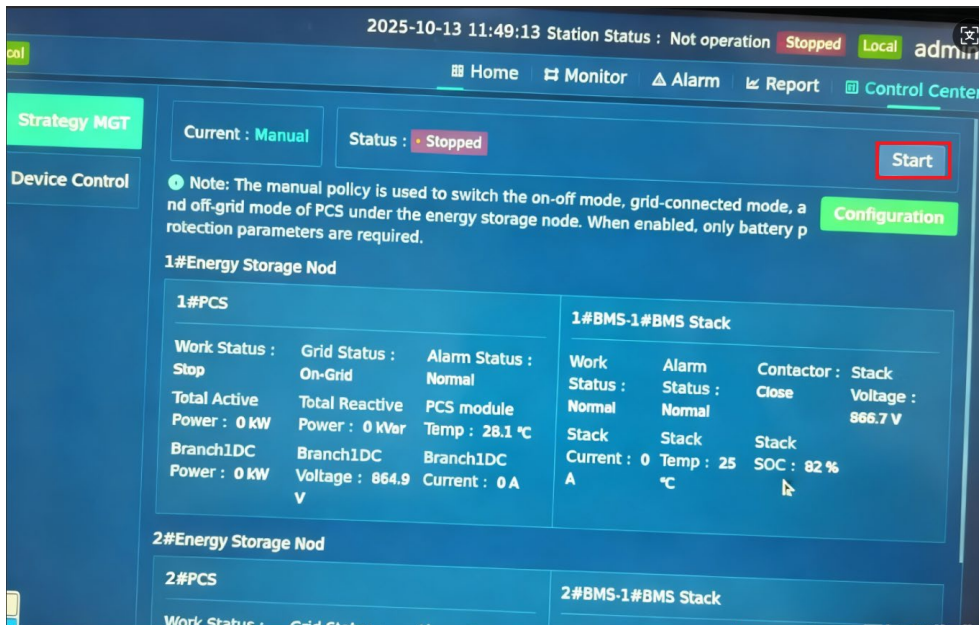 2025-10-13 11:49:13 Station Status : Not operation Stopped Local admin
Home Monitor Alarm Report Control Center
Strategy MGT
Device Control
Current : Manual
Status : Stopped
Start
Note: The manual policy is used to switch the on-off mode, grid-connected mode, a
nd off-grid mode of PCS under the energy storage node. When enabled, only battery p
rotection parameters are required.
Configuration
1#Energy Storage Nod
1#PCS
Work Status :
Stop
Grid Status :
On-Grid
Alarm Status :
Normal
Total Active
Power : 0 kW
Total Reactive
Power : 0 kVar
PCS module
Temp : 28.1 ℃
Branch1DC
Power : 0 kW
Branch1DC
Voltage : 864.9
V
Branch1DC
Current : 0 A
1#BMS-1#BMS Stack
Work
Status :
Normal
Alarm
Status :
Normal
Contactor :
Close
Stack
Voltage :
866.7 V
Stack
Current : 0
A
Stack
Temp : 25
℃
Stack
SOC : 82 %
2#Energy Storage Nod
2#PCS
2#BMS-1#BMS Stack
Work Status :